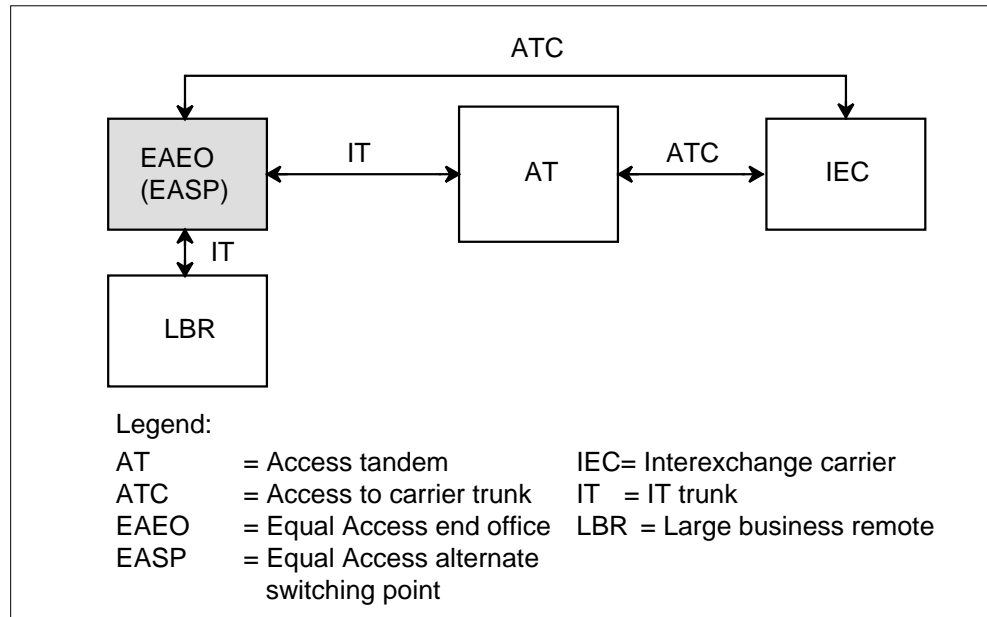 ATC
EAEO
(EASP)
IT
AT
ATC
IEC
IT
LBR
Legend:
AT = Access tandem
ATC = Access to carrier trunk
EAEO = Equal Access end office
EASP = Equal Access alternate
switching point
IEC= Interexchange carrier
IT = IT trunk
LBR = Large business remote